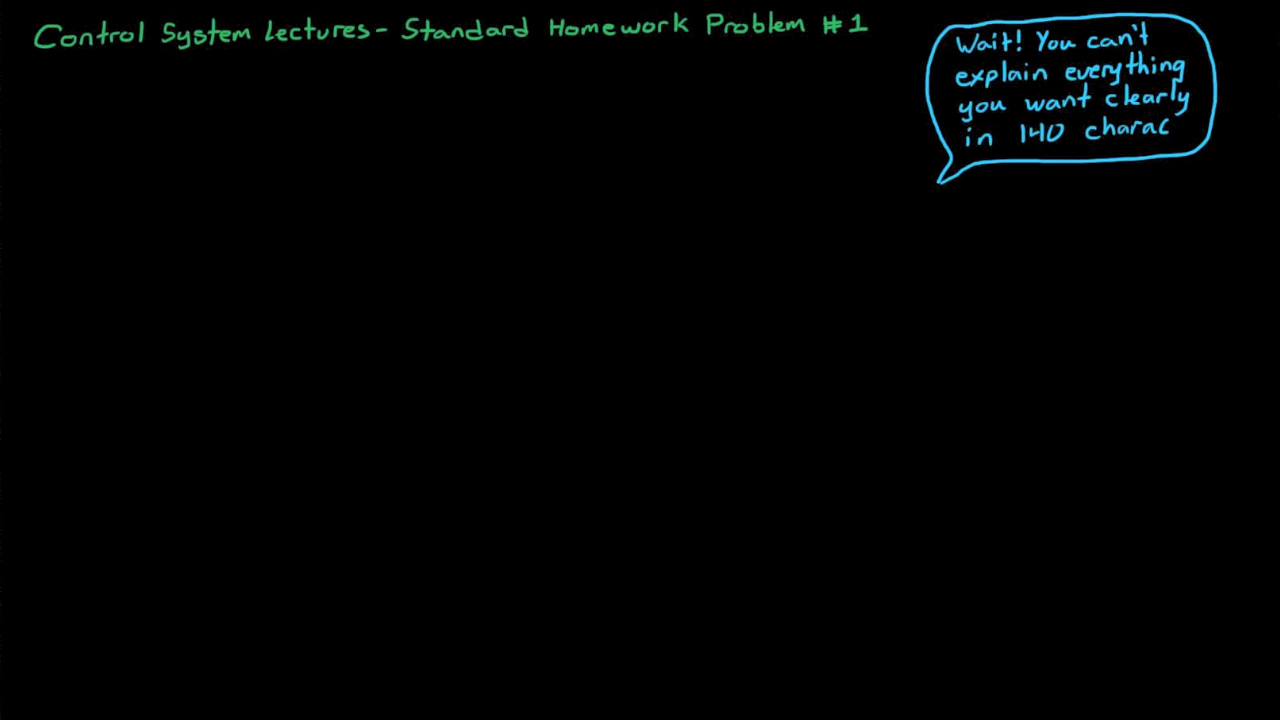 Control System Lectures - Standard Homework Problem #1
Wait! You can't
explain everything
you want clearly
in 140 charac